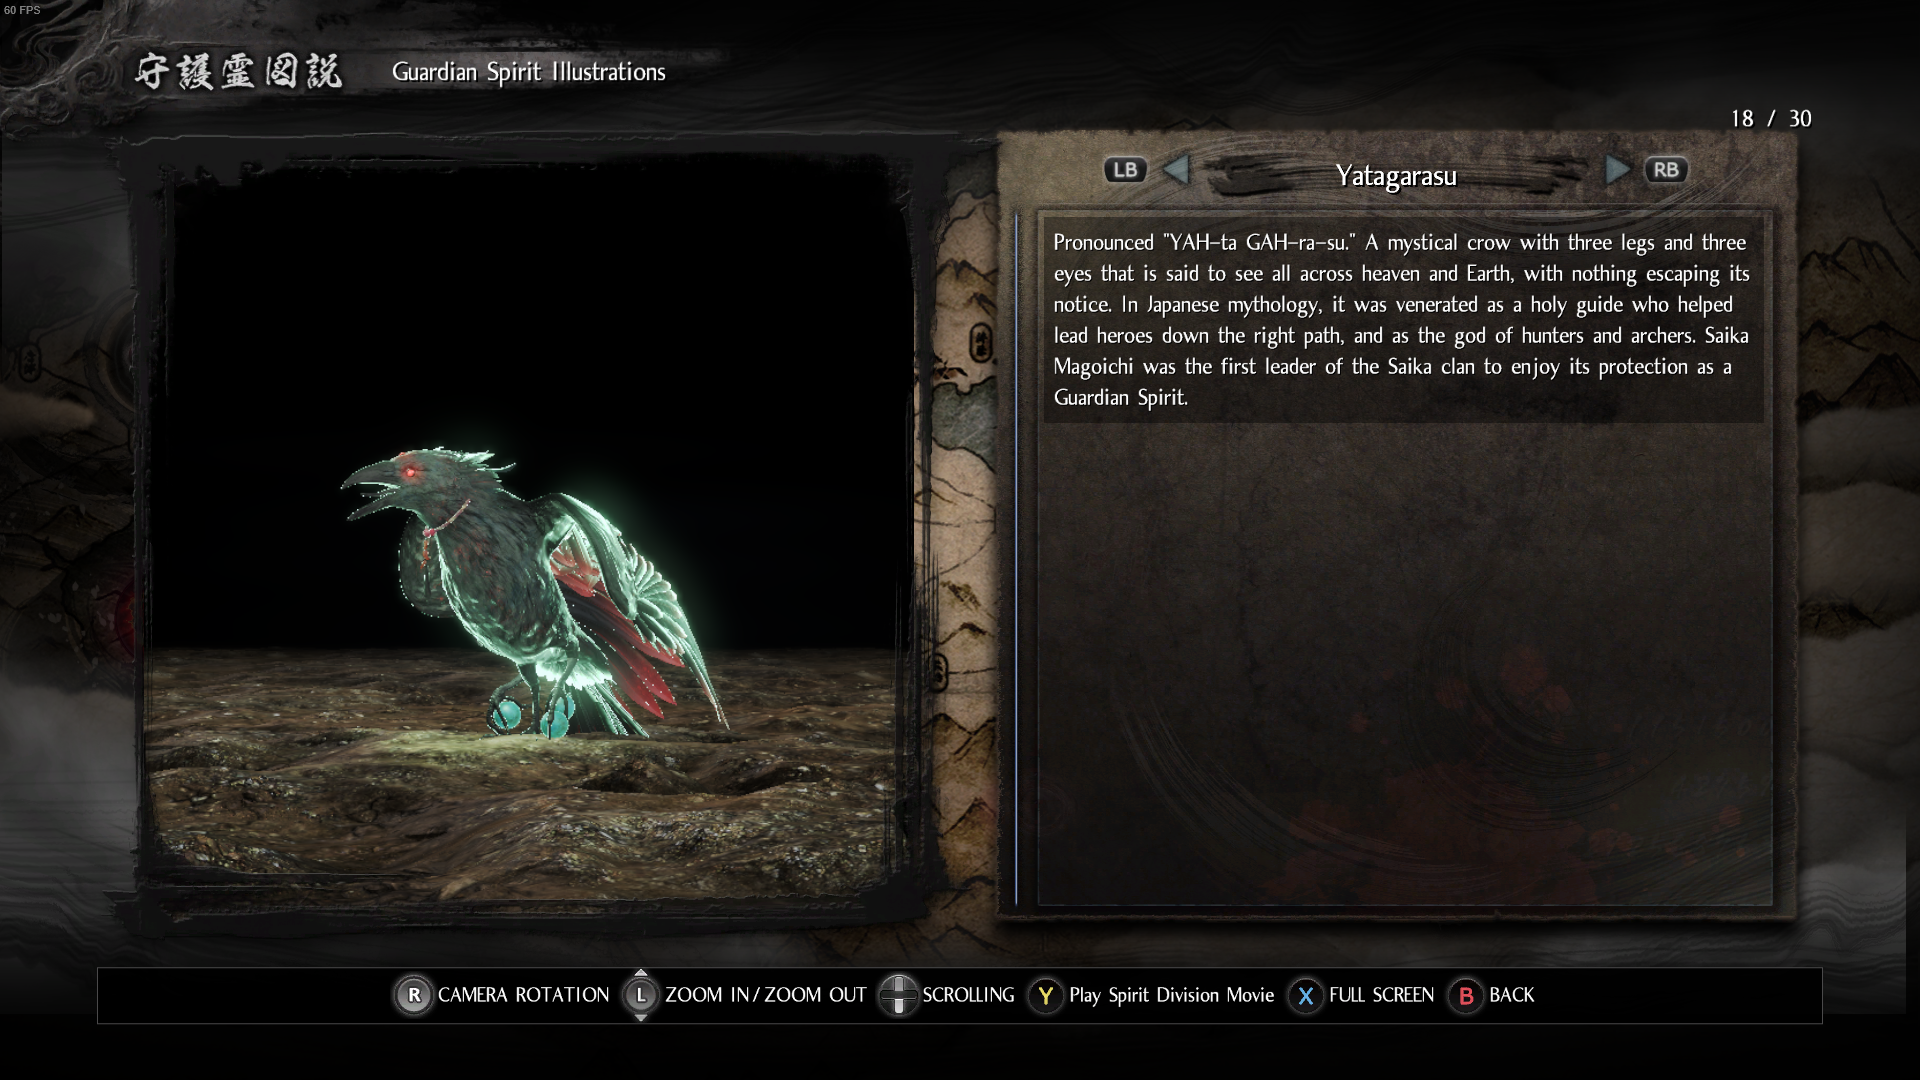 60 FPS
守護霊図説
Guardian Spirit Illustrations
18 / 30
LB
Yatagarasu
RB
Pronounced "YAH-ta GAH-ra-su." A mystical crow with three legs and three
eyes that is said to see all across heaven and Earth, with nothing escaping its
notice. In Japanese mythology, it was venerated as a holy guide who helped
lead heroes down the right path, and as the god of hunters and archers. Saika
Magoichi was the first leader of the Saika clan to enjoy its protection as a
Guardian Spirit.
R CAMERA ROTATION L ZOOM IN / ZOOM OUT SCROLLING Y Play Spirit Division Movie X FULL SCREEN B BACK